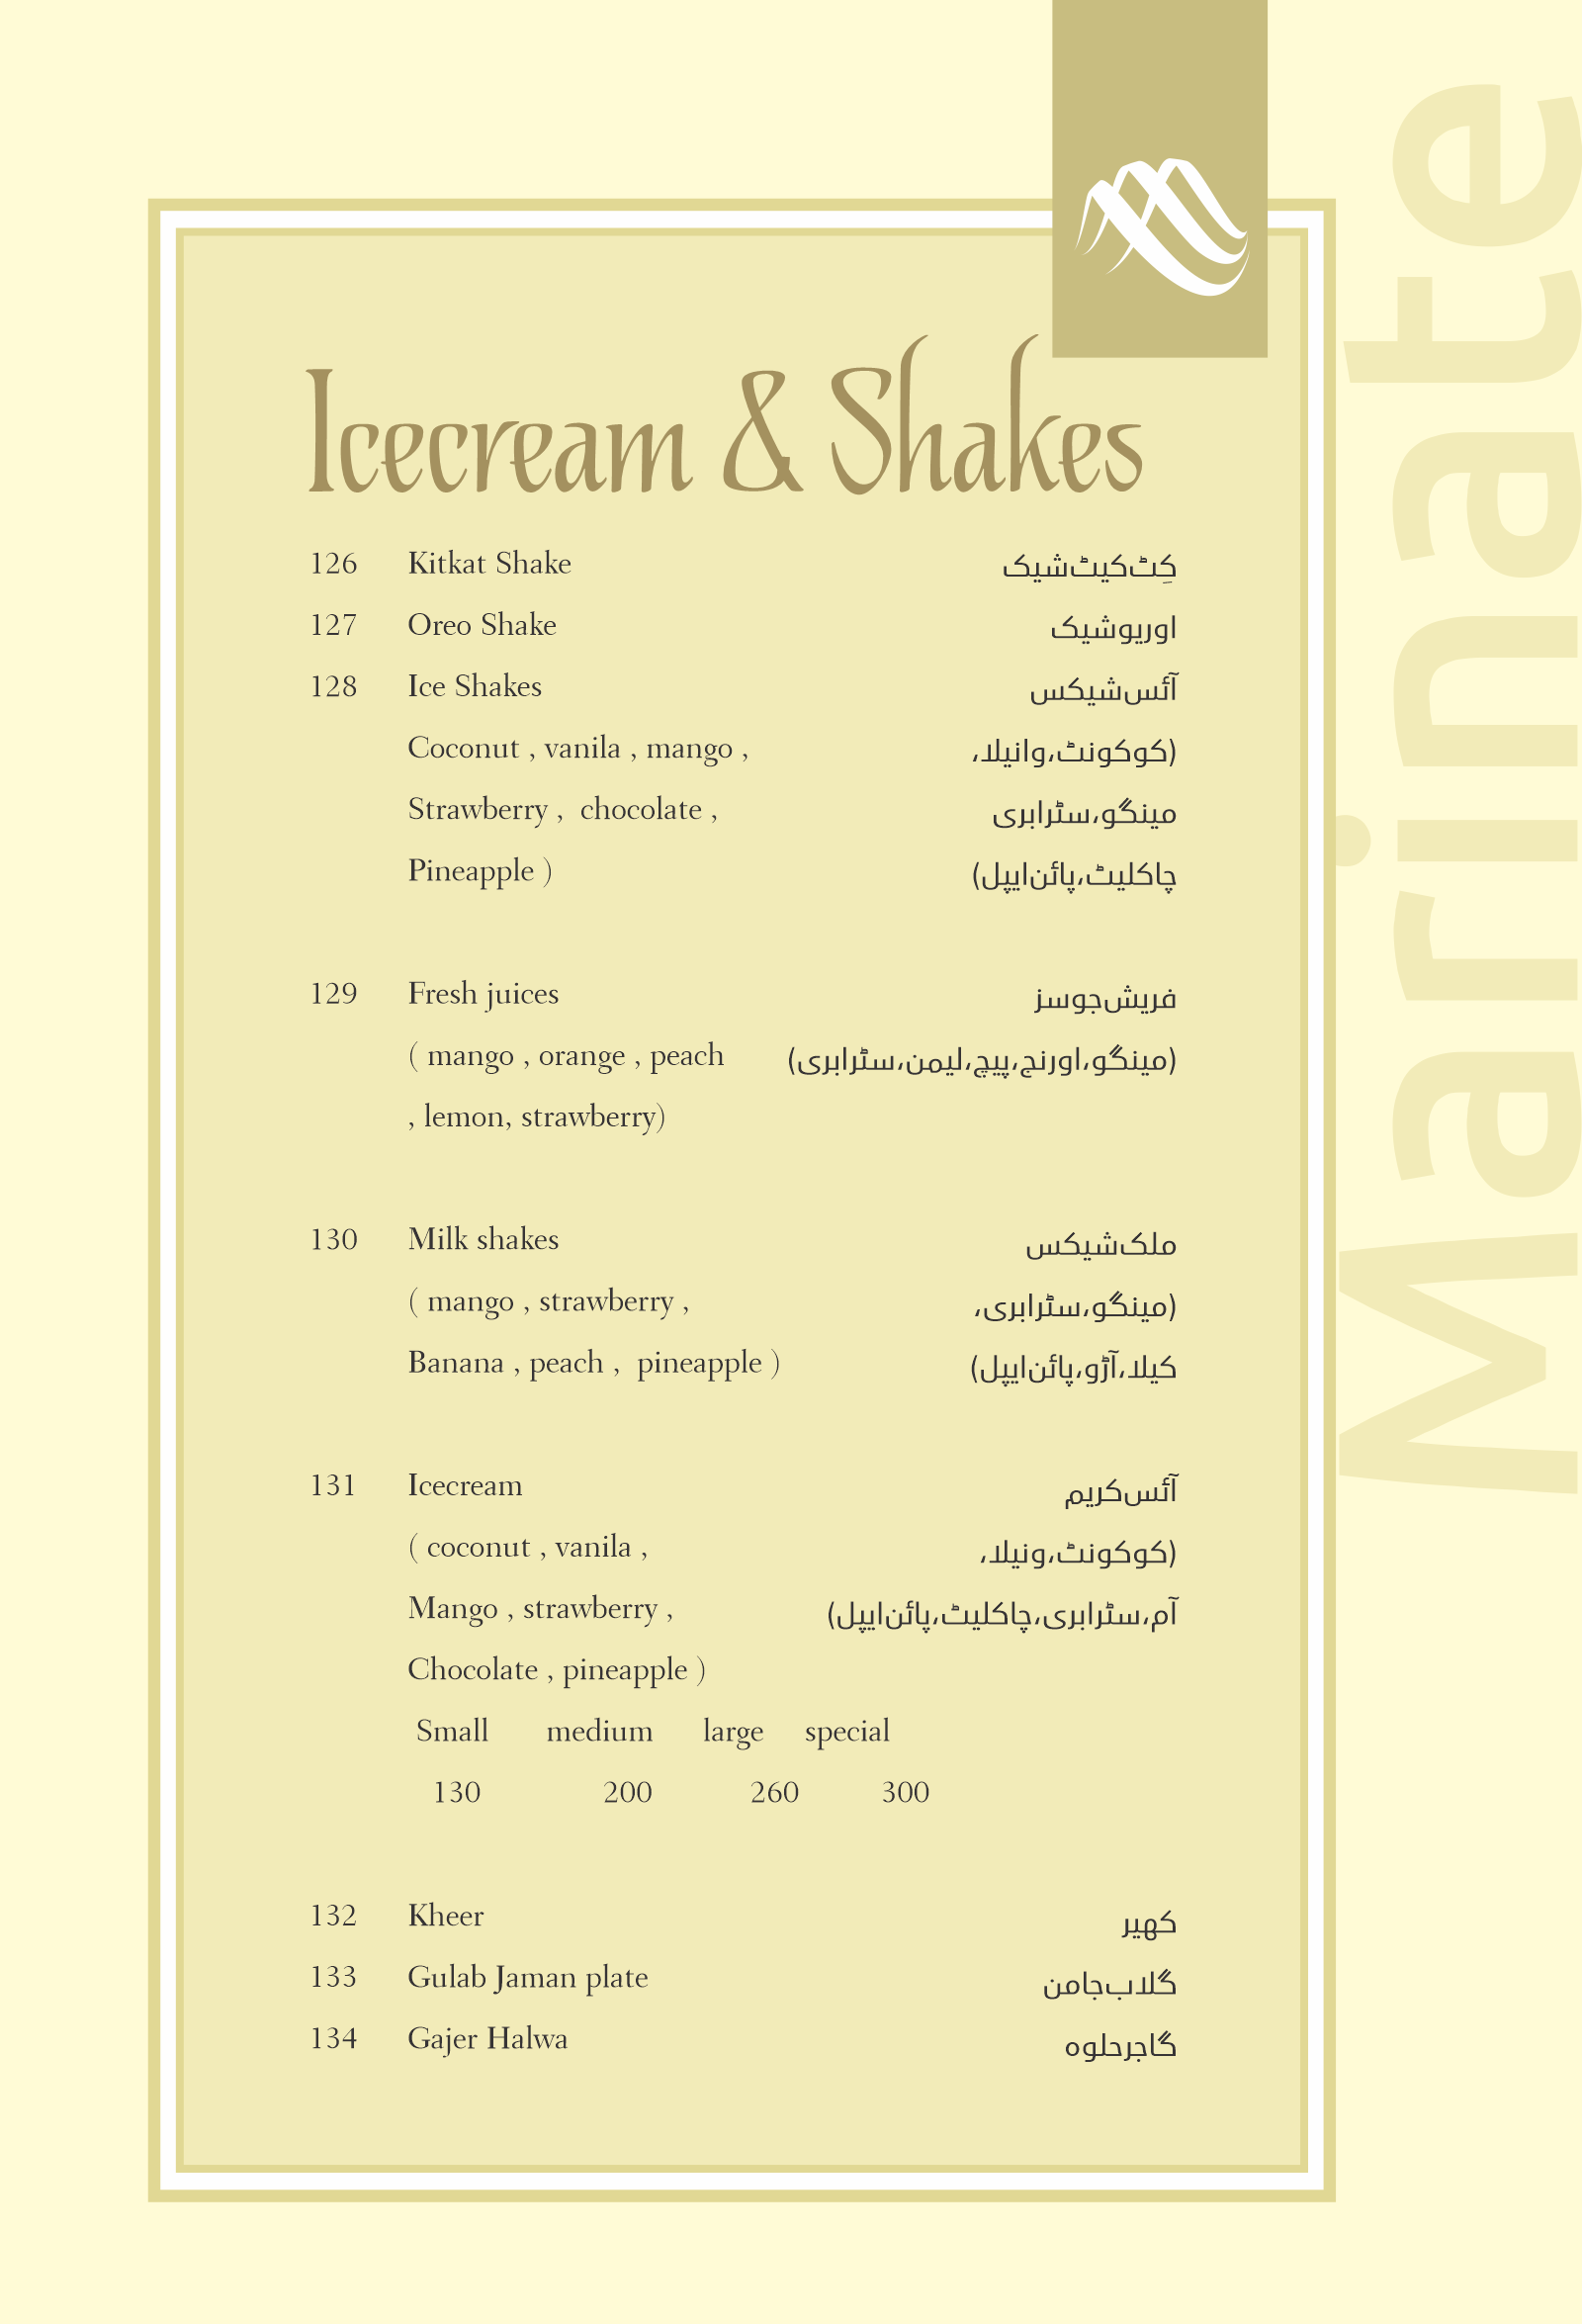 Marinate
Icecream & Shakes
126 Kitkat Shake کِٹ کیٹ شیک
127 Oreo Shake اوریو شیک
128 Ice Shakes آئس شیکس
Coconut , vanila , mango , (کوکونٹ، وانیلا،
Strawberry , chocolate , مینگو، سٹرابری
Pineapple ) چاکلیٹ، پائن ایپل)
129 Fresh juices فریش جوسز
( mango , orange , peach (مینگو، اورنج، پیچ، لیمن، سٹرابری)
, lemon, strawberry)
130 Milk shakes ملک شیکس
( mango , strawberry , (مینگو، سٹرابری،
Banana , peach , pineapple ) کیلا، آڑو، پائن ایپل)
131 Icecream آئس کریم
( coconut , vanila , (کوکونٹ، ونیلا،
Mango , strawberry , آم، سٹرابری، چاکلیٹ، پائن ایپل)
Chocolate , pineapple )
Small medium large special
130 200 260 300
132 Kheer کھیر
133 Gulab Jaman plate گلاب جامن
134 Gajer Halwa گاجر حلوہ